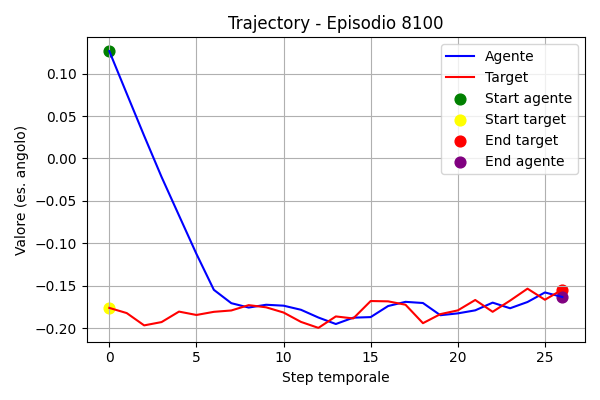 Trajectory - Episodio 8100
Agente
Target
Start agente
Start target
End target
End agente
Valore (es. angolo)
0.10
0.05
0.00
−0.05
−0.10
−0.15
−0.20
0 5 10 15 20 25
Step temporale